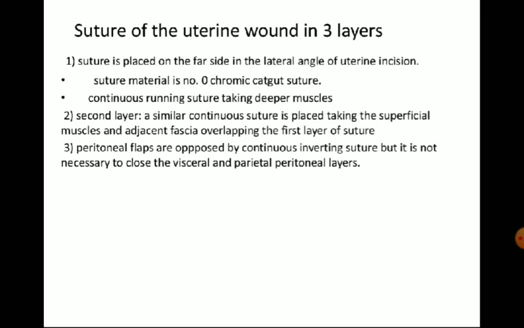 Suture of the uterine wound in 3 layers
1) suture is placed on the far side in the lateral angle of uterine incision.
• suture material is no. 0 chromic catgut suture.
• continuous running suture taking deeper muscles
2) second layer: a similar continuous suture is placed taking the superficial
muscles and adjacent fascia overlapping the first layer of suture
3) peritoneal flaps are oppposed by continuous inverting suture but it is not
necessary to close the visceral and parietal peritoneal layers.